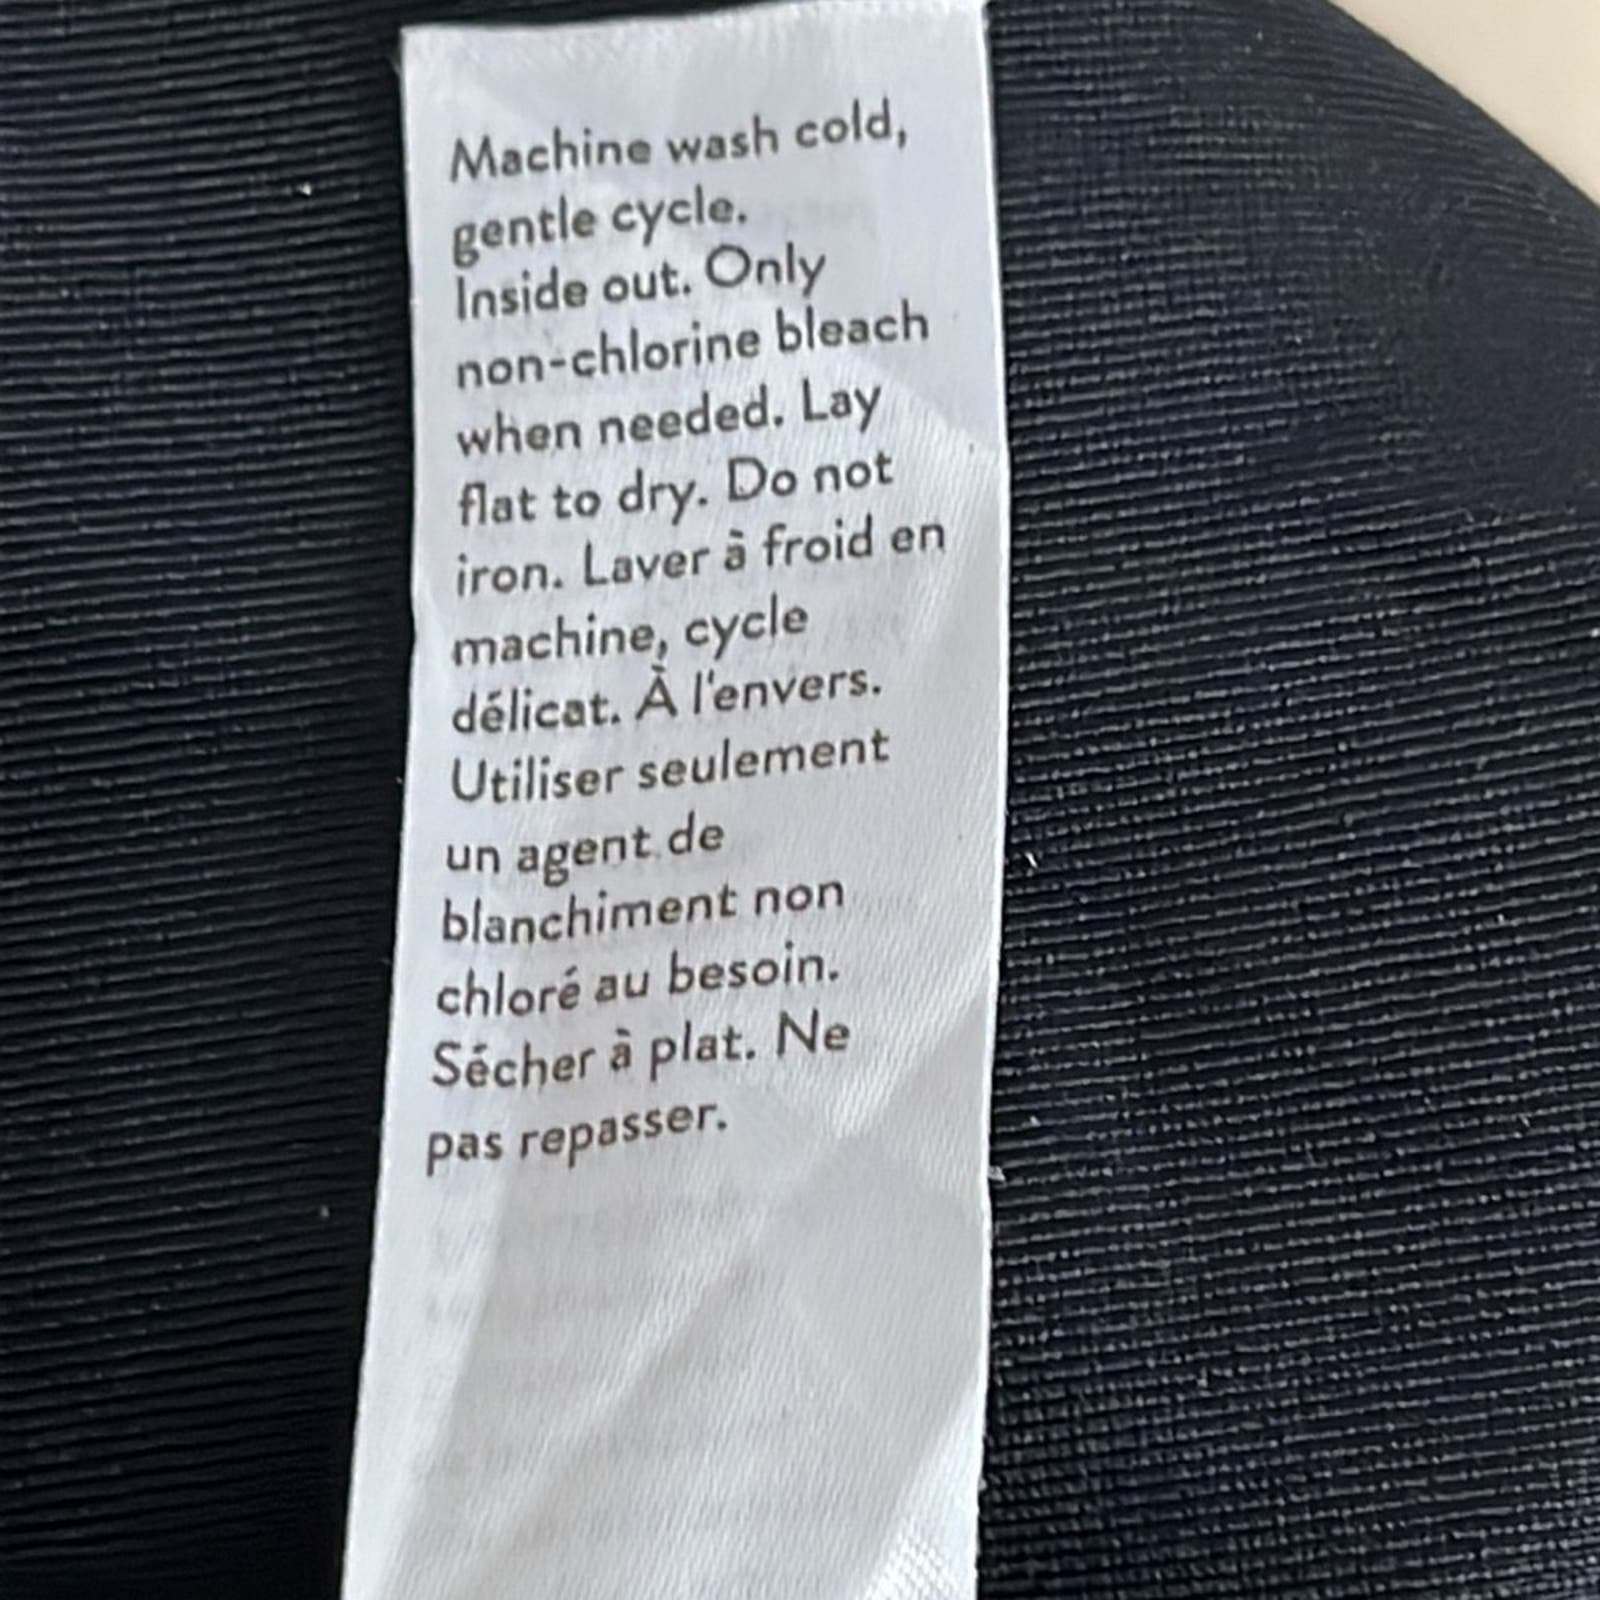 Machine wash cold,
gentle cycle.
Inside out. Only
non-chlorine bleach
when needed. Lay
flat to dry. Do not
iron. Laver à froid en
machine, cycle
délicat. À l'envers.
Utiliser seulement
un agent de
blanchiment non
chloré au besoin.
Sécher à plat. Ne
pas repasser.